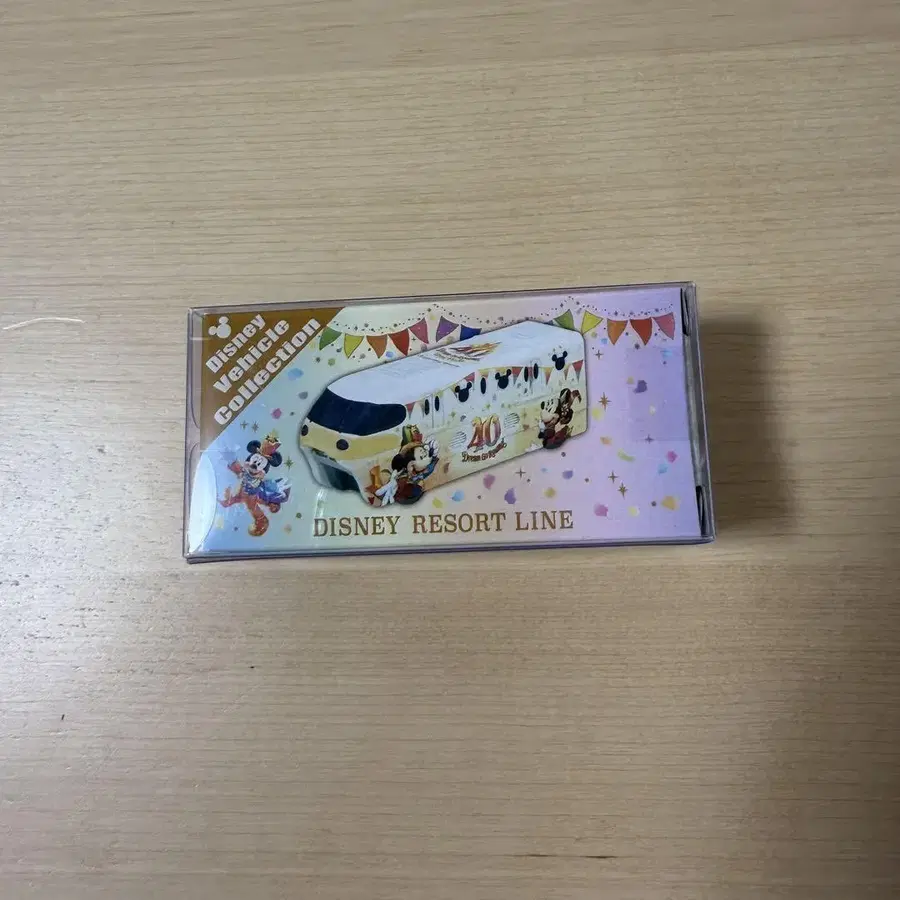 Disney
Vehicle
Collection
40
DISNEY RESORT LINE